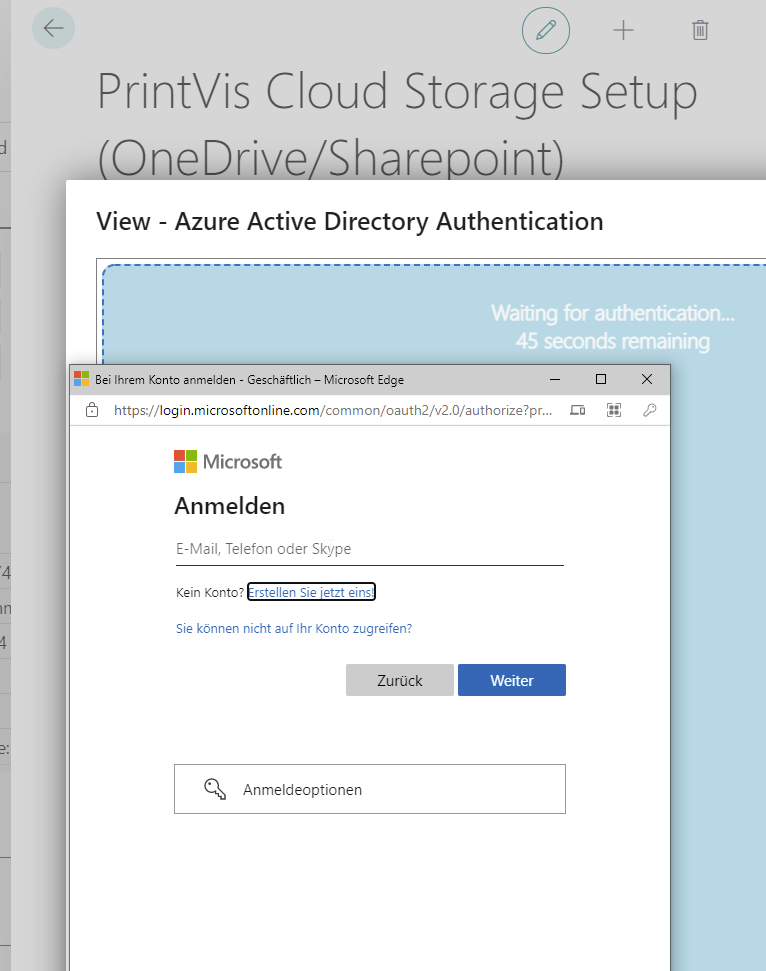 PrintVis Cloud Storage Setup
(OneDrive/Sharepoint)
View - Azure Active Directory Authentication
Waiting for authentication...
45 seconds remaining
Bei Ihrem Konto anmelden - Geschäftlich – Microsoft Edge
https://login.microsoftonline.com/common/oauth2/v2.0/authorize?pr...
Microsoft
Anmelden
E-Mail, Telefon oder Skype
Kein Konto? Erstellen Sie jetzt eins!
Sie können nicht auf Ihr Konto zugreifen?
Zurück
Weiter
Anmeldeoptionen